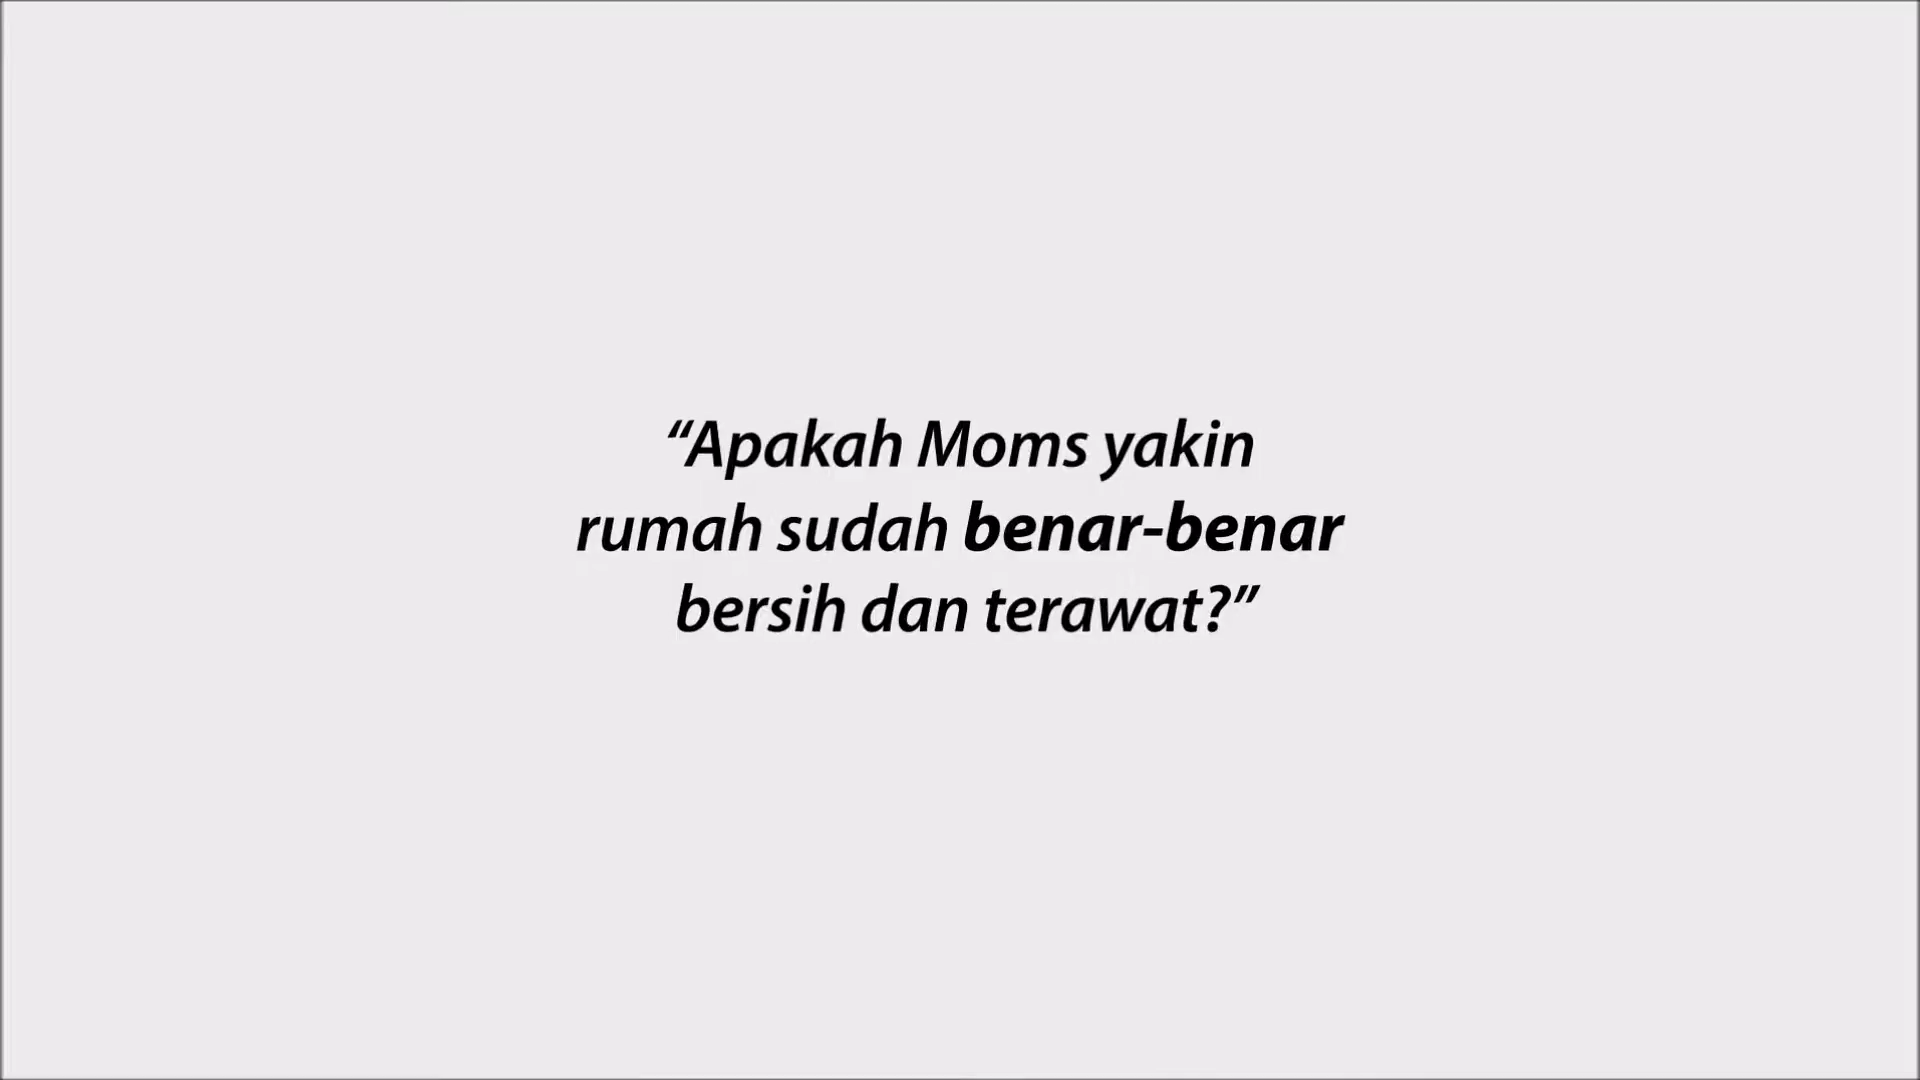 “Apakah Moms yakin
rumah sudah benar-benar
bersih dan terawat?”